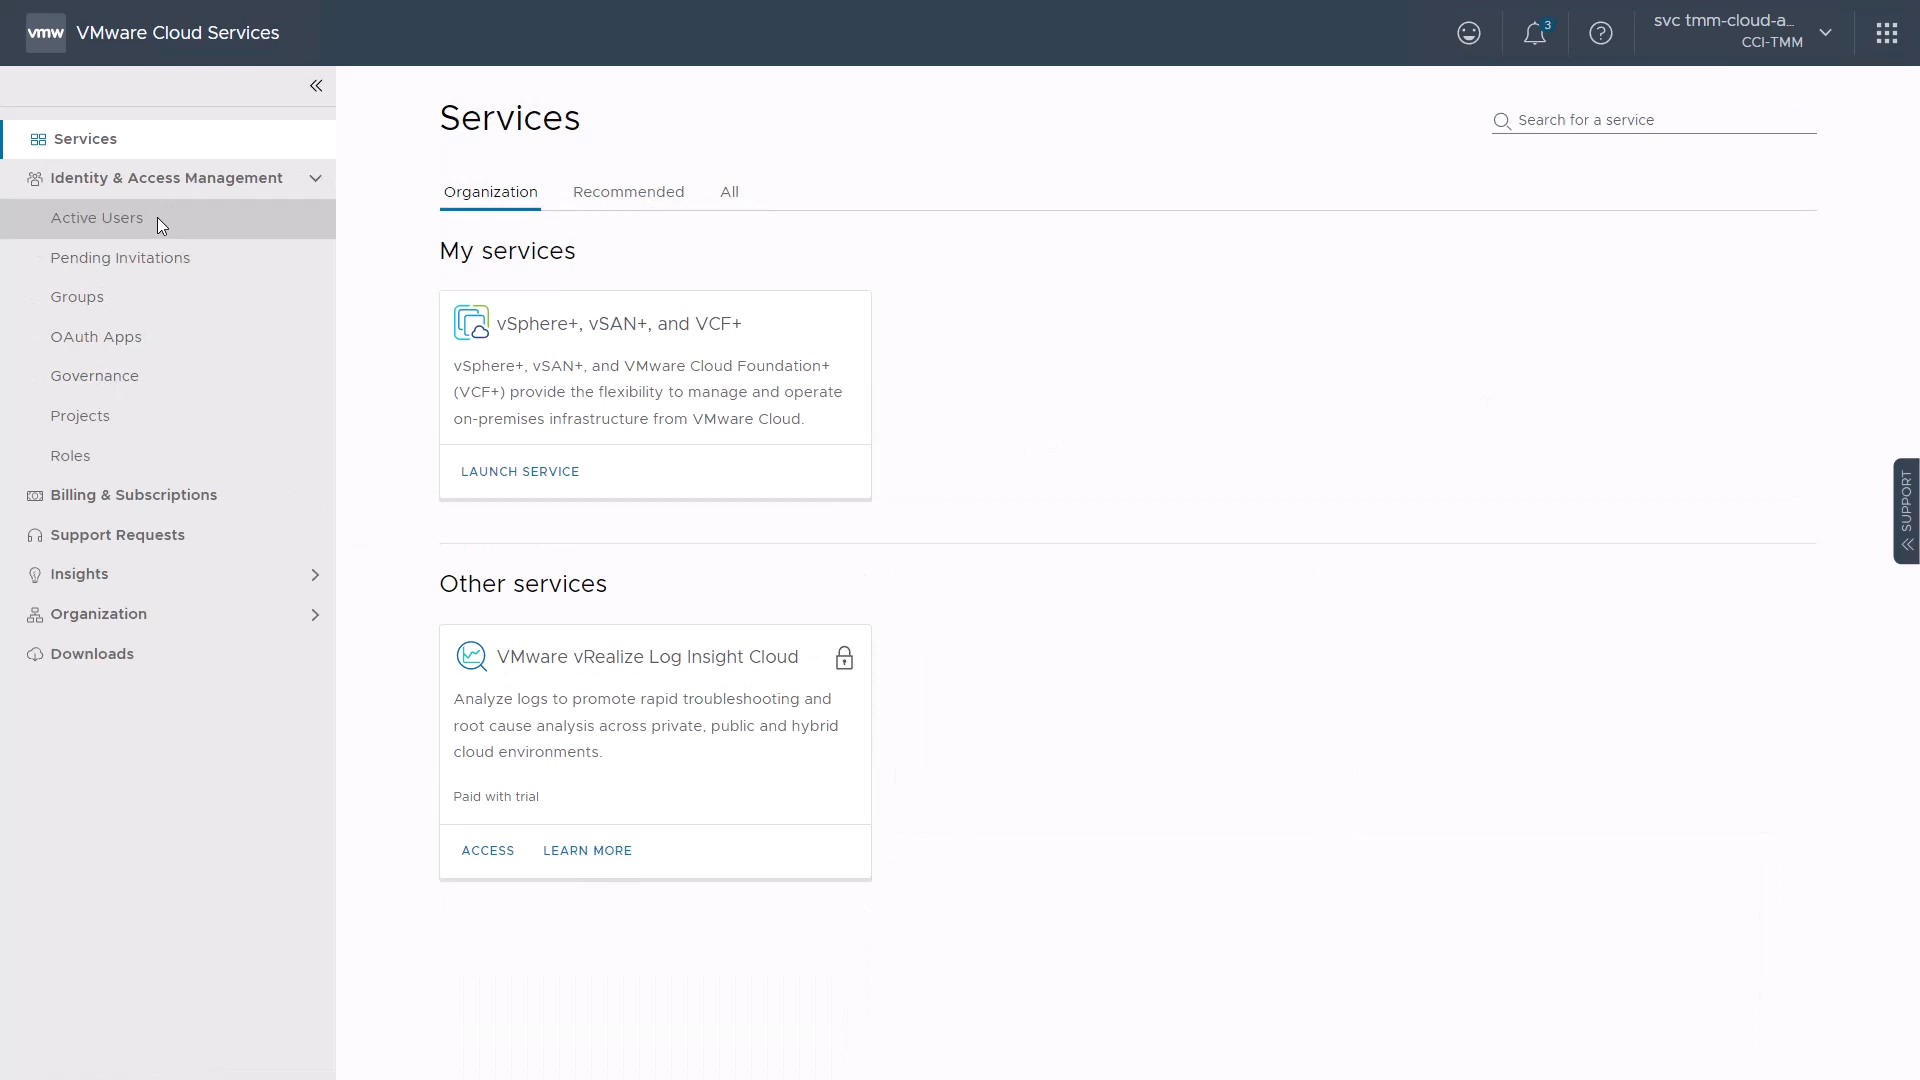 vmw VMware Cloud Services
3
svc tmm-cloud-a...
CCI-TMM
Services
Identity & Access Management
Active Users
Pending Invitations
Groups
OAuth Apps
Governance
Projects
Roles
Billing & Subscriptions
Support Requests
Insights
Organization
Downloads
Services
Search for a service
Organization Recommended All
My services
vSphere+, vSAN+, and VCF+
vSphere+, vSAN+, and VMware Cloud Foundation+
(VCF+) provide the flexibility to manage and operate
on-premises infrastructure from VMware Cloud.
LAUNCH SERVICE
Other services
VMware vRealize Log Insight Cloud
Analyze logs to promote rapid troubleshooting and
root cause analysis across private, public and hybrid
cloud environments.
Paid with trial
ACCESS LEARN MORE
SUPPORT